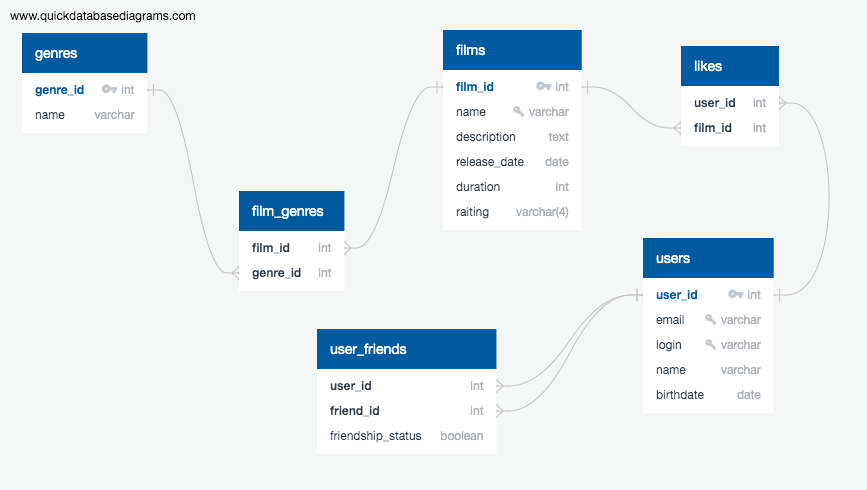 www.quickdatabasediagrams.com
genres
genre_id int
name varchar
films
film_id int
name varchar
description text
release_date date
duration int
raiting varchar(4)
likes
user_id int
film_id int
film_genres
film_id int
genre_id int
users
user_id int
email varchar
login varchar
name varchar
birthdate date
user_friends
user_id int
friend_id int
friendship_status boolean